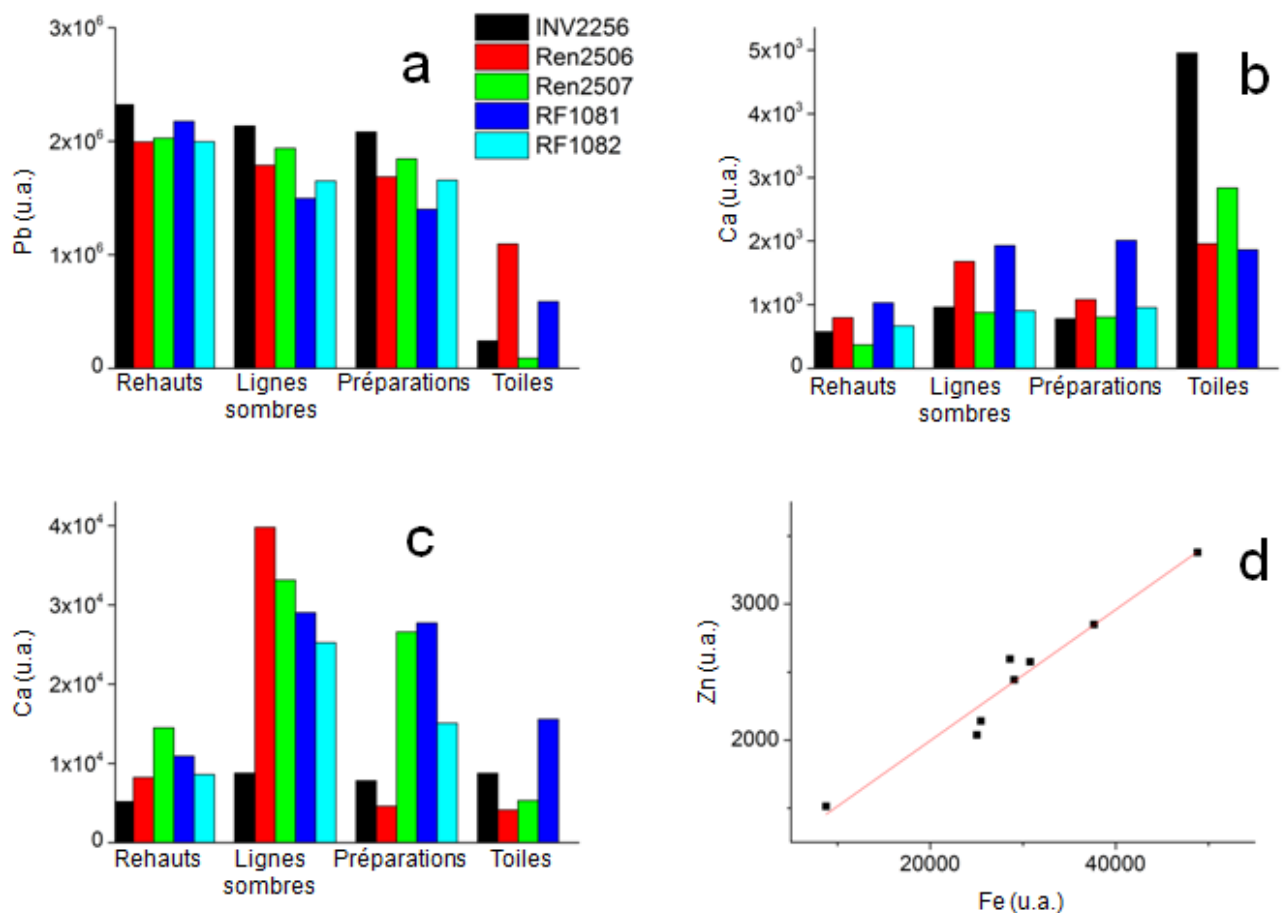 3x10⁶
2x10⁶
1x10⁶
0
Pb (u.a.)
a
INV2256
Ren2506
Ren2507
RF1081
RF1082
Rehauts
Lignes sombres
Préparations
Toiles
5x10³
4x10³
3x10³
2x10³
1x10³
0
Ca (u.a.)
b
Rehauts
Lignes sombres
Préparations
Toiles
4x10⁴
3x10⁴
2x10⁴
1x10⁴
0
Ca (u.a.)
c
Rehauts
Lignes sombres
Préparations
Toiles
3000
2000
Zn (u.a.)
d
20000
40000
Fe (u.a.)